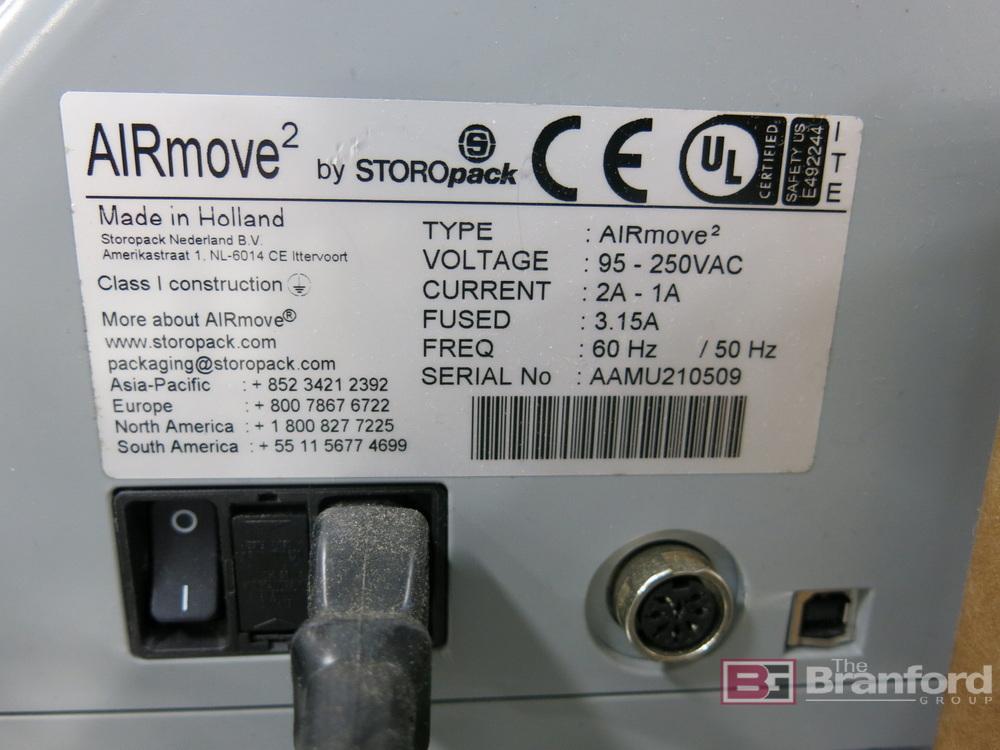 AIRmove² by STOROpack S CE UL CERTIFIED SAFETY US E492244 ITE
Made in Holland
Storopack Nederland B.V.
Amerikastraat 1, NL-6014 CE Ittervoort
Class I construction
More about AIRmove®
www.storopack.com
packaging@storopack.com
Asia-Pacific : + 852 3421 2392
Europe : + 800 7867 6722
North America : + 1 800 827 7225
South America : + 55 11 5677 4699
TYPE : AIRmove²
VOLTAGE : 95 - 250VAC
CURRENT : 2A - 1A
FUSED : 3.15A
FREQ : 60 Hz / 50 Hz
SERIAL No : AAMU210509
O
I
BG The Branford GROUP